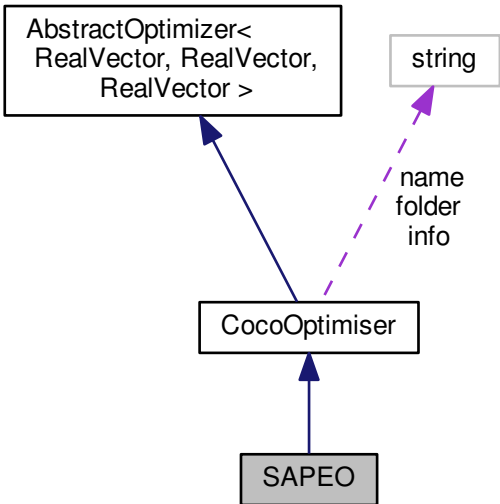 AbstractOptimizer<
RealVector, RealVector,
RealVector >
string
name
folder
info
CocoOptimiser
SAPEO